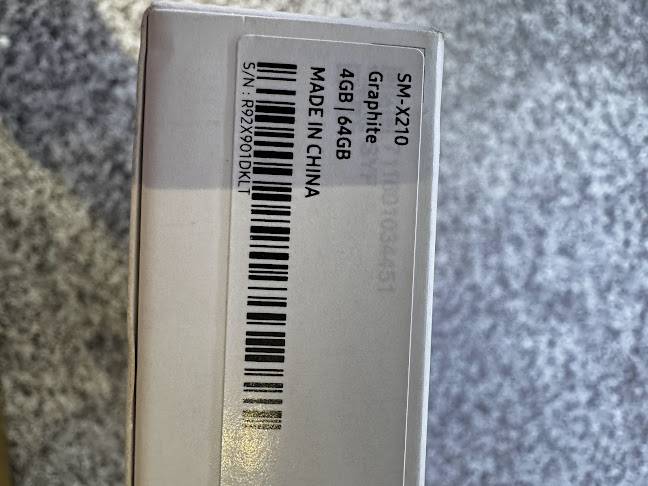 SM-X210
Graphite
4GB | 64GB
MADE IN CHINA
S/N : R92X901DKLT